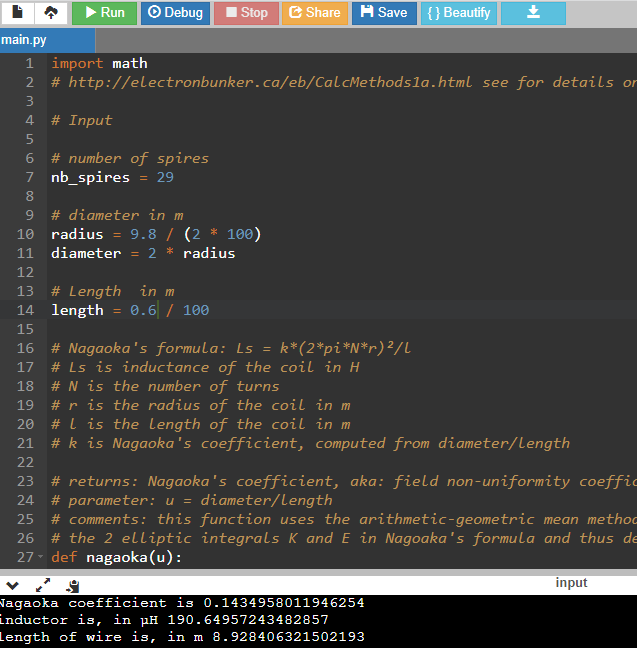 Run Debug Stop Share Save { } Beautify
main.py
1 import math
2 # http://electronbunker.ca/eb/CalcMethods1a.html see for details on
3
4 # Input
5
6 # number of spires
7 nb_spires = 29
8
9 # diameter in m
10 radius = 9.8 / (2 * 100)
11 diameter = 2 * radius
12
13 # Length  in m
14 length = 0.6 / 100
15
16 # Nagaoka's formula: Ls = k*(2*pi*N*r)²/l
17 # Ls is inductance of the coil in H
18 # N is the number of turns
19 # r is the radius of the coil in m
20 # l is the length of the coil in m
21 # k is Nagaoka's coefficient, computed from diameter/length
22
23 # returns: Nagaoka's coefficient, aka: field non-uniformity coeffic
24 # parameter: u = diameter/length
25 # comments: this function uses the arithmetic-geometric mean method
26 # the 2 elliptic integrals K and E in Nagoaka's formula and thus de
27 def nagaoka(u):
input
Nagaoka coefficient is 0.1434958011946254
inductor is, in µH 190.64957243482857
length of wire is, in m 8.928406321502193